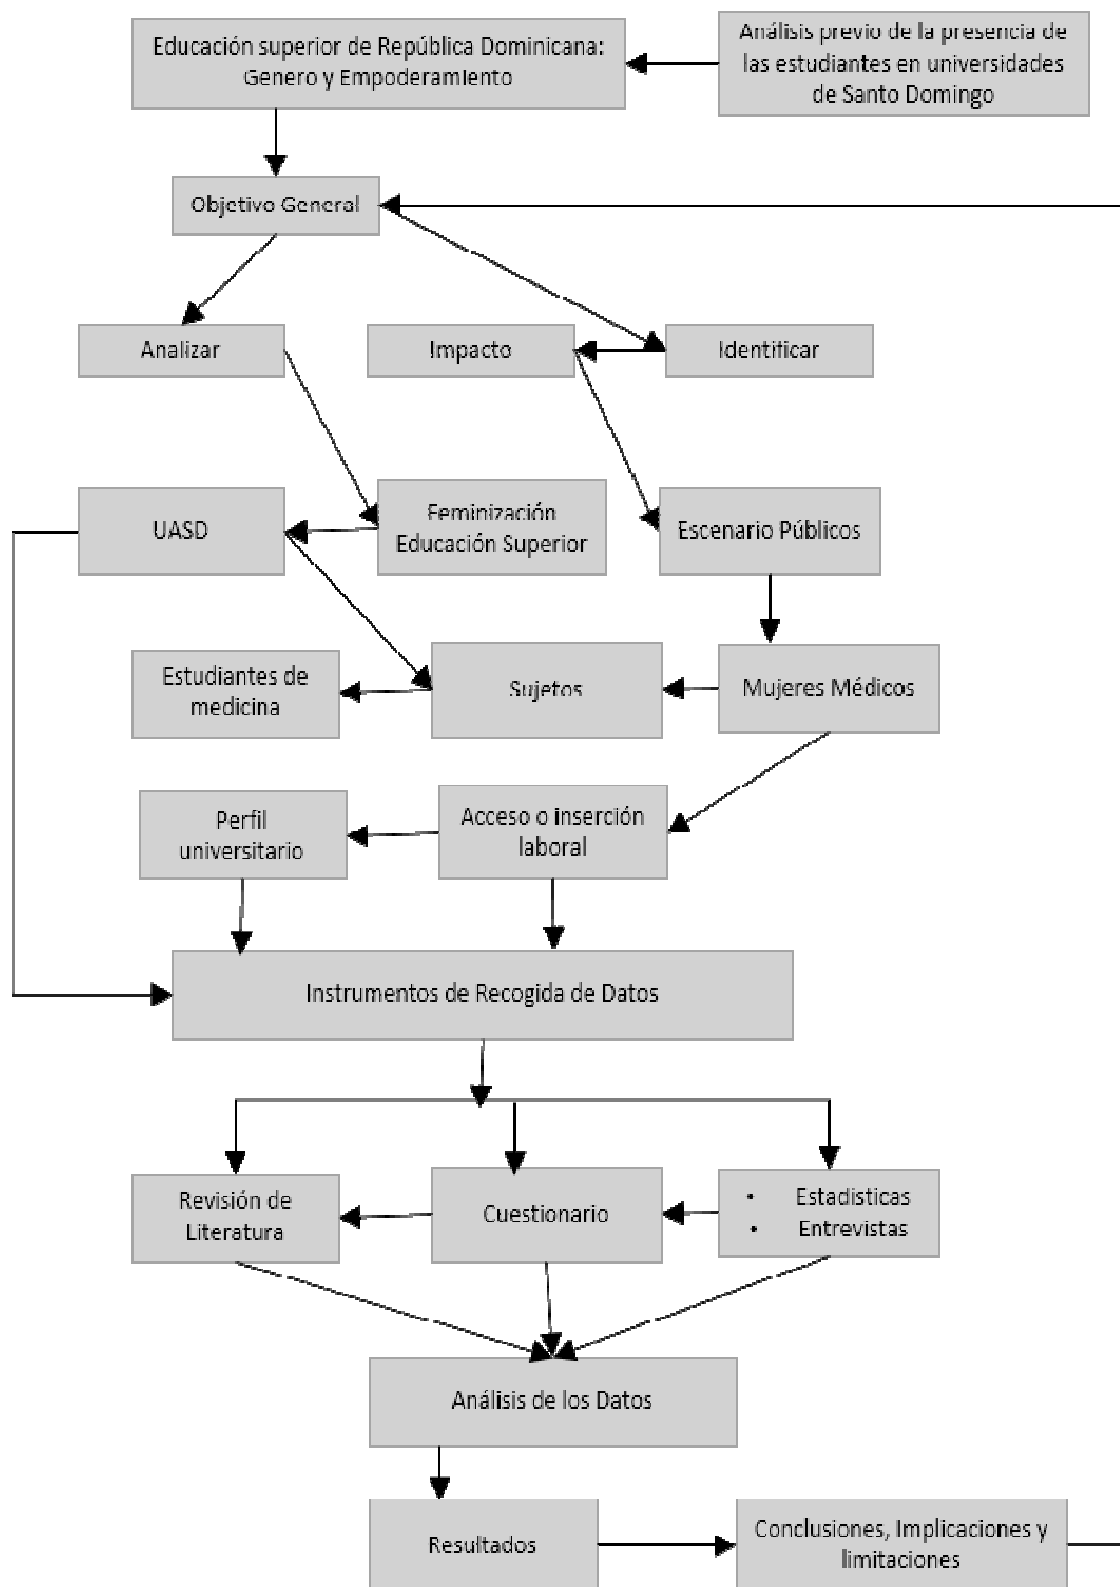 Educación superior de República Dominicana:
Genero y Empoderamiento
Análisis previo de la presencia de
las estudiantes en universidades
de Santo Domingo
Objetivo General
Analizar
Impacto
Identificar
UASD
Feminización
Educación Superior
Escenario Públicos
Estudiantes de
medicina
Sujetos
Mujeres Médicos
Perfil
universitario
Acceso o inserción
laboral
Instrumentos de Recogida de Datos
Revisión de
Literatura
Cuestionario
• Estadisticas
• Entrevistas
Análisis de los Datos
Resultados
Conclusiones, Implicaciones y
limitaciones